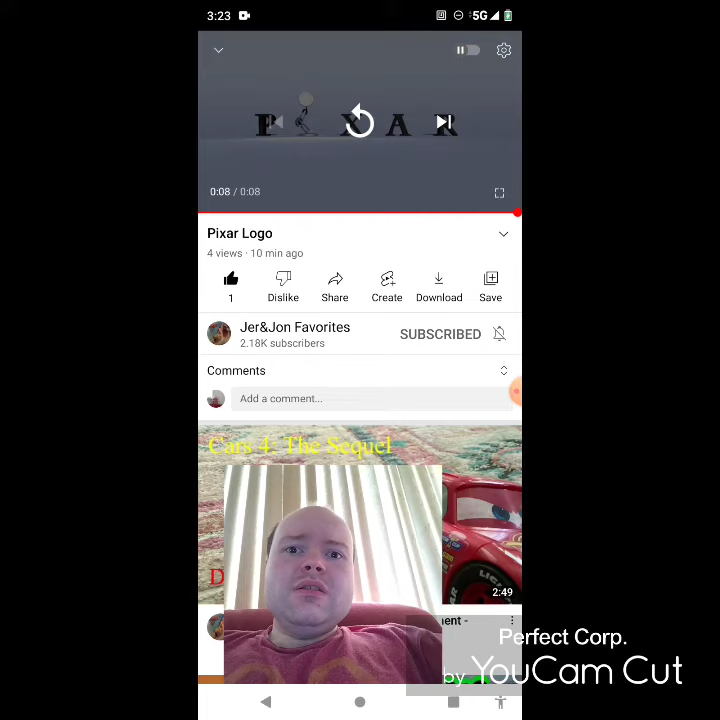 3:23
5G
PIXAR
0:08 / 0:08
Pixar Logo
4 views · 10 min ago
1
Dislike
Share
Create
Download
Save
Jer&Jon Favorites
2.18K subscribers
SUBSCRIBED
Comments
Add a comment...
Cars 4: The Sequel
D
LIGH
2:49
ent -
Perfect Corp.
by YouCam Cut